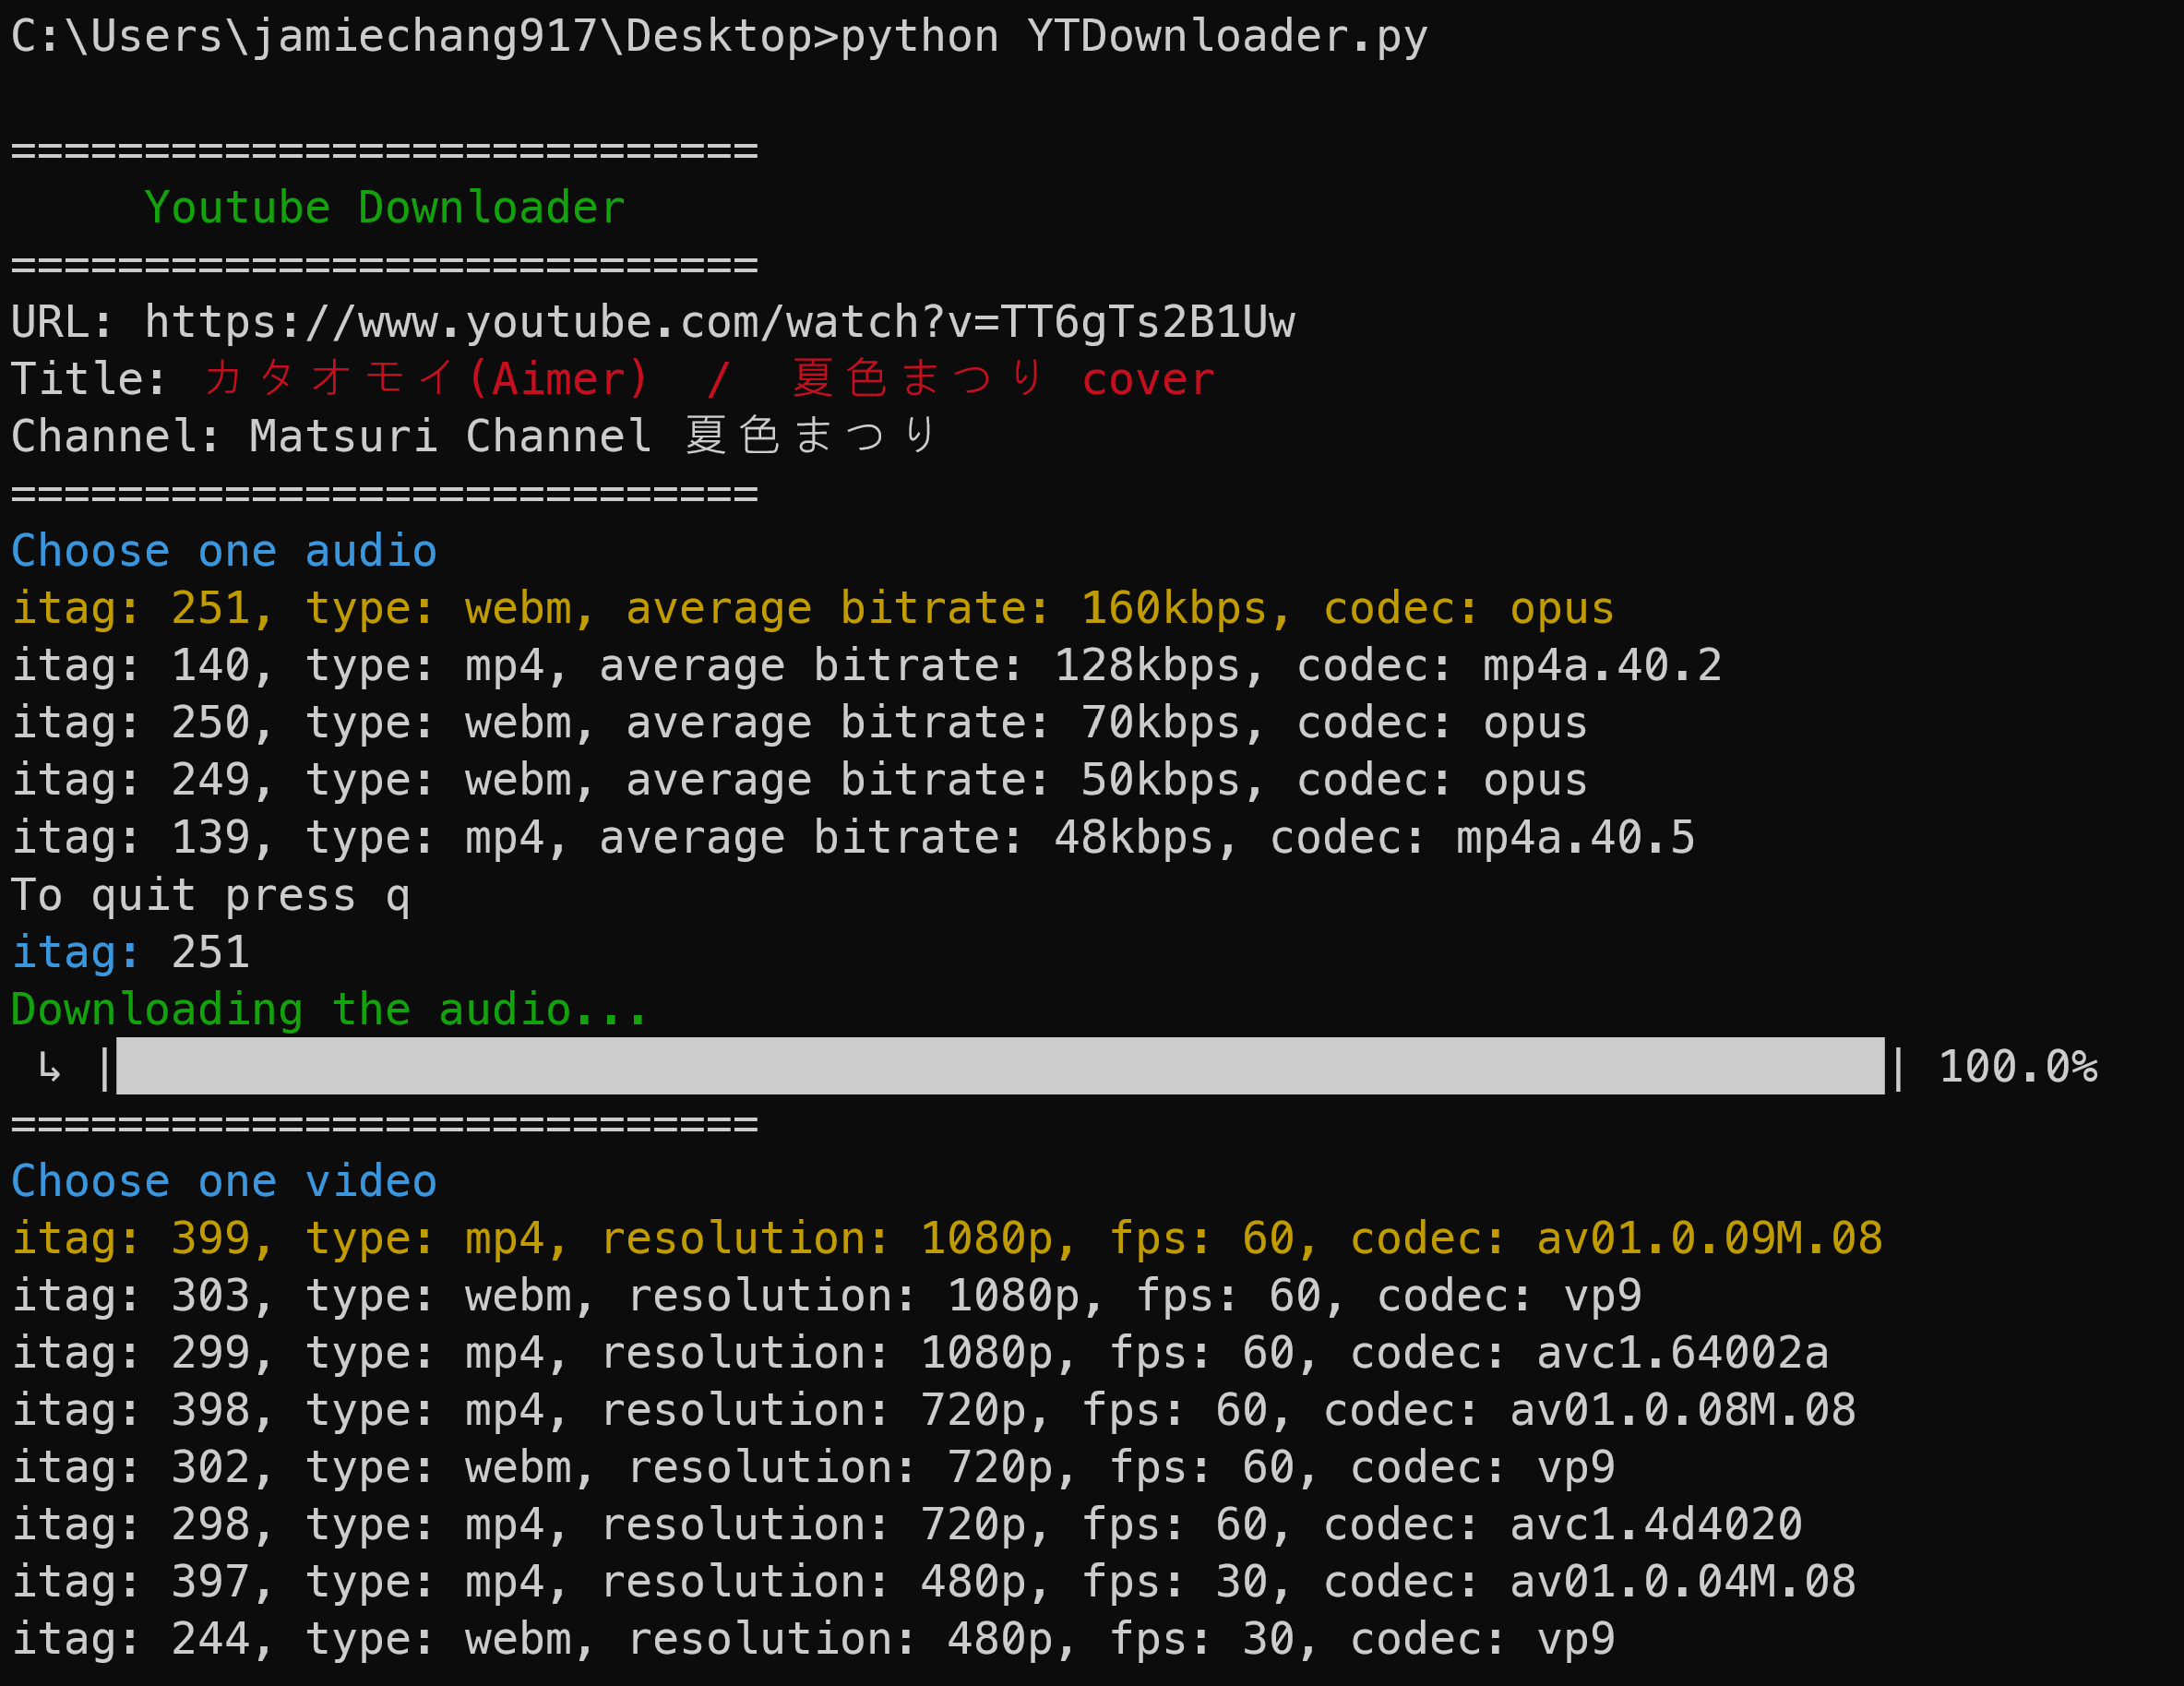 C:\Users\jamiechang917\Desktop>python YTDownloader.py
============================
Youtube Downloader
============================
URL: https://www.youtube.com/watch?v=TT6gTs2B1Uw
Title: カタオモイ(Aimer)  /  夏色まつり cover
Channel: Matsuri Channel 夏色まつり
============================
Choose one audio
itag: 251, type: webm, average bitrate: 160kbps, codec: opus
itag: 140, type: mp4, average bitrate: 128kbps, codec: mp4a.40.2
itag: 250, type: webm, average bitrate: 70kbps, codec: opus
itag: 249, type: webm, average bitrate: 50kbps, codec: opus
itag: 139, type: mp4, average bitrate: 48kbps, codec: mp4a.40.5
To quit press q
itag: 251
Downloading the audio...
↳ |██████████████████████████████████████████████████████████████████| 100.0%
============================
Choose one video
itag: 399, type: mp4, resolution: 1080p, fps: 60, codec: av01.0.09M.08
itag: 303, type: webm, resolution: 1080p, fps: 60, codec: vp9
itag: 299, type: mp4, resolution: 1080p, fps: 60, codec: avc1.64002a
itag: 398, type: mp4, resolution: 720p, fps: 60, codec: av01.0.08M.08
itag: 302, type: webm, resolution: 720p, fps: 60, codec: vp9
itag: 298, type: mp4, resolution: 720p, fps: 60, codec: avc1.4d4020
itag: 397, type: mp4, resolution: 480p, fps: 30, codec: av01.0.04M.08
itag: 244, type: webm, resolution: 480p, fps: 30, codec: vp9